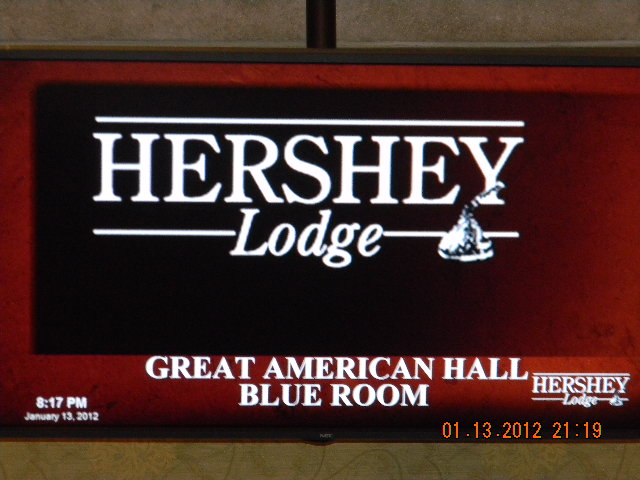 HERSHEY
Lodge
GREAT AMERICAN HALL
BLUE ROOM
8:17 PM
January 13, 2012
HERSHEY
Lodge
NEC
01.13.2012 21:19